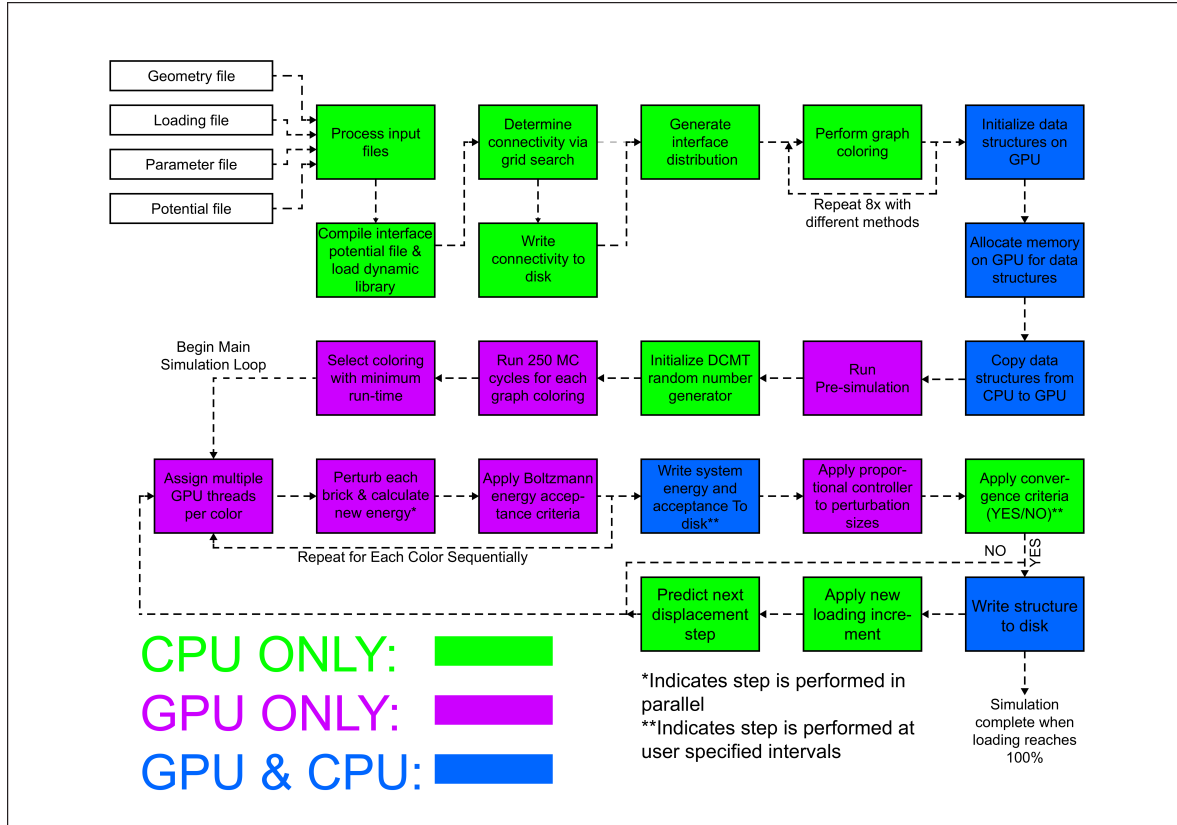 Geometry file
Loading file
Parameter file
Potential file
Process input
files
Determine
connectivity via
grid search
Generate
interface
distribution
Perform graph
coloring
Initialize data
structures on
GPU
Repeat 8x with
different methods
Compile interface
potential file &
load dynamic
library
Write
connectivity to
disk
Allocate memory
on GPU for data
structures
Begin Main
Simulation Loop
Select coloring
with minimum
run-time
Run 250 MC
cycles for each
graph coloring
Initialize DCMT
random number
generator
Run
Pre-simulation
Copy data
structures from
CPU to GPU
Assign multiple
GPU threads
per color
Perturb each
brick & calculate
new energy*
Apply Boltzmann
energy accep-
tance criteria
Write system
energy and
acceptance To
disk**
Apply propor-
tional controller
to perturbation
sizes
Apply conver-
gence criteria
(YES/NO)**
Repeat for Each Color Sequentially
NO
YES
Predict next
displacement
step
Apply new
loading incre-
ment
Write structure
to disk
CPU ONLY:
GPU ONLY:
GPU & CPU:
*Indicates step is performed in
parallel
**Indicates step is performed at
user specified intervals
Simulation
complete when
loading reaches
100%